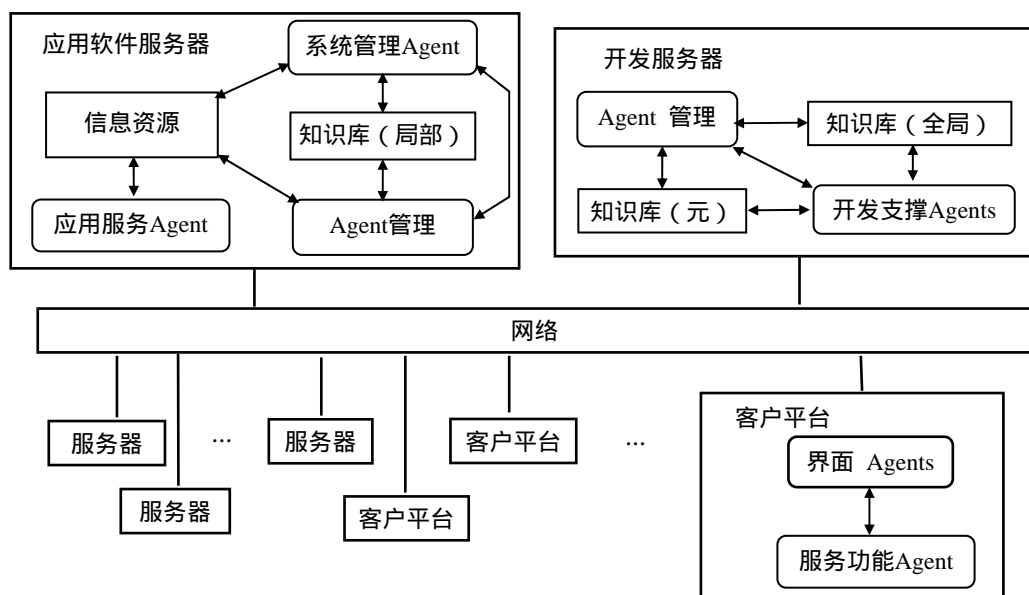 应用软件服务器
系统管理Agent
信息资源
知识库（局部）
应用服务Agent
Agent管理
开发服务器
Agent 管理
知识库（全局）
知识库（元）
开发支撑Agents
网络
服务器
...
服务器
客户平台
...
服务器
客户平台
客户平台
界面 Agents
服务功能Agent